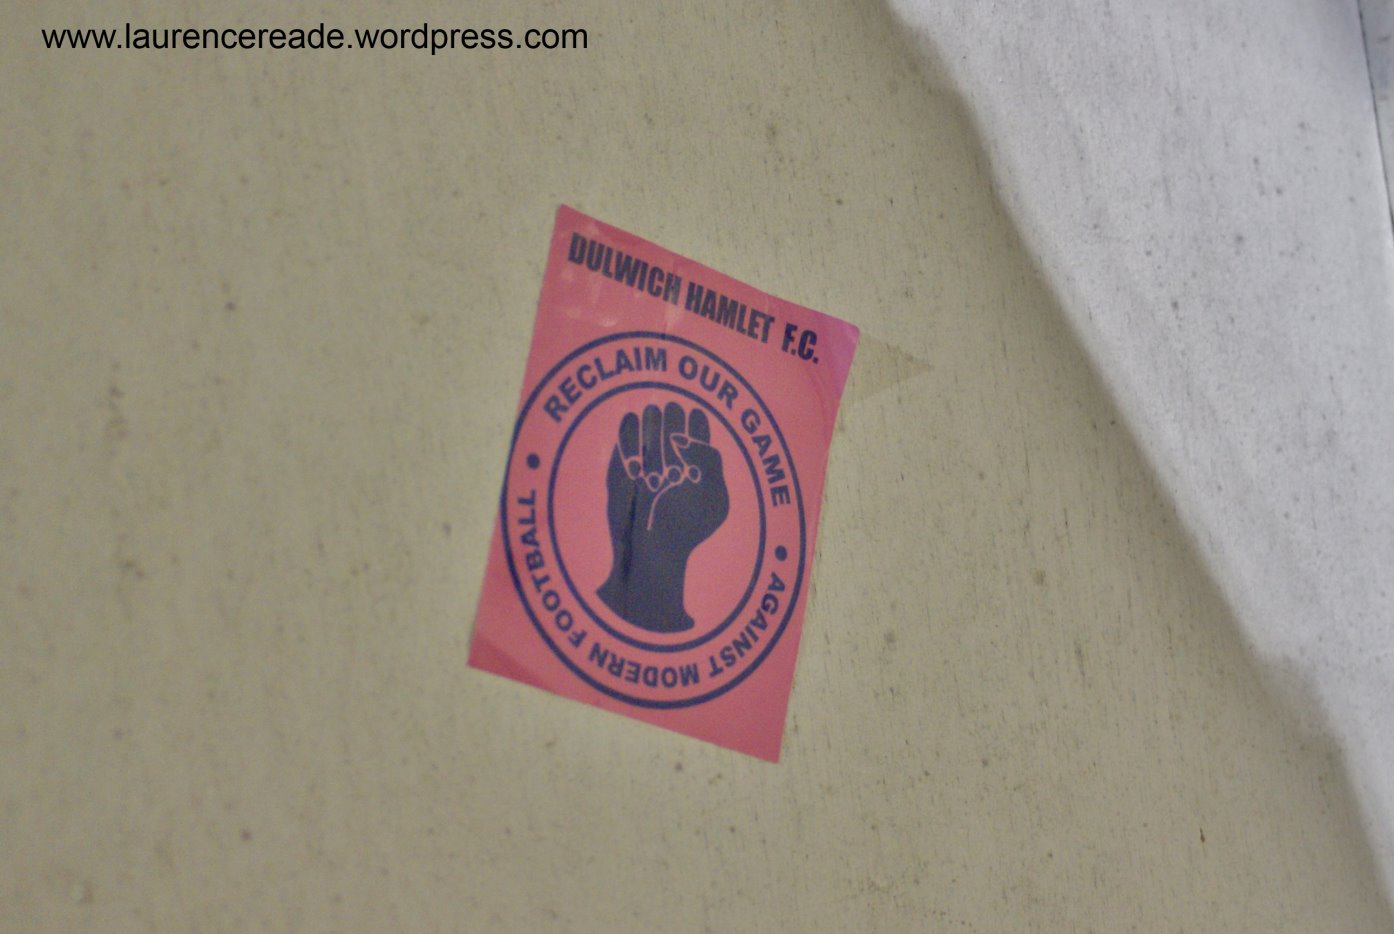 www.laurencereade.wordpress.com
DULWICH HAMLET F.C.
RECLAIM OUR GAME
AGAINST MODERN FOOTBALL